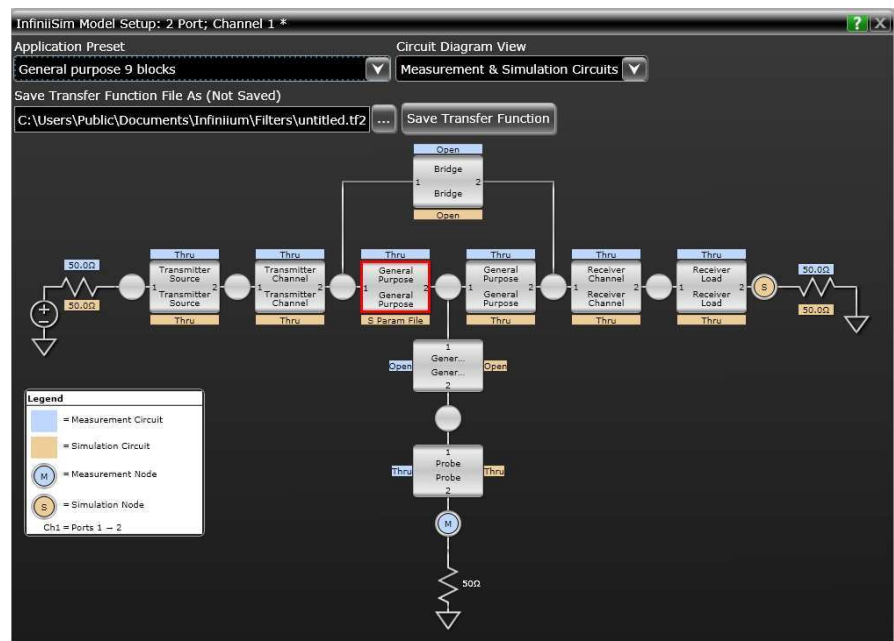 InfiniiSim Model Setup: 2 Port; Channel 1 *
? X
Application Preset
Circuit Diagram View
General purpose 9 blocks
Measurement & Simulation Circuits
Save Transfer Function File As (Not Saved)
C:\Users\Public\Documents\Infiniium\Filters\untitled.tf2
...
Save Transfer Function
Open
Bridge
1 2
Bridge
Open
50.0Ω
50.0Ω
Thru
Transmitter
Source
1 2
Transmitter
Source
Thru
Thru
Transmitter
Channel
1 2
Transmitter
Channel
Thru
Thru
General
Purpose
1 2
General
Purpose
S Param File
Thru
General
Purpose
1 2
General
Purpose
Thru
Thru
Receiver
Channel
1 2
Receiver
Channel
Thru
Thru
Receiver
Load
1 2
Receiver
Load
Thru
S
50.0Ω
50.0Ω
1
Gener...
Open Open
Gener...
2
1
Probe
Thru Thru
Probe
2
M
50Ω
Legend
= Measurement Circuit
= Simulation Circuit
M = Measurement Node
S = Simulation Node
Ch1 = Ports 1 → 2